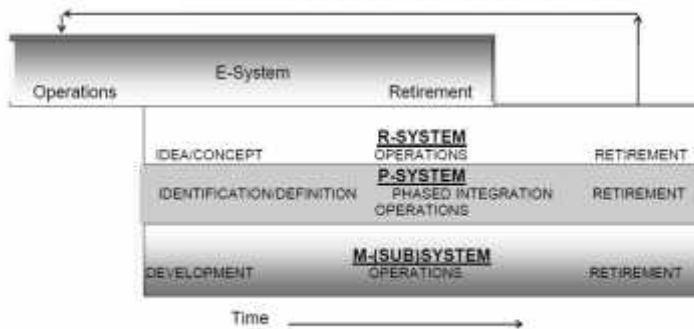 E-System
Operations Retirement
R-SYSTEM
IDEA/CONCEPT OPERATIONS RETIREMENT
P-SYSTEM
IDENTIFICATION/DEFINITION PHASED INTEGRATION RETIREMENT
OPERATIONS
M-(SUB)SYSTEM
DEVELOPMENT OPERATIONS RETIREMENT
Time